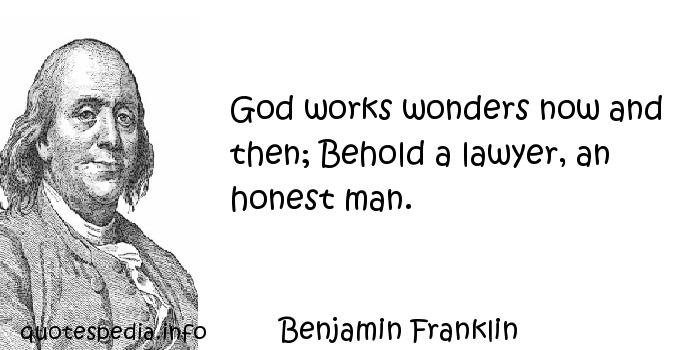 God works wonders now and
then; Behold a lawyer, an
honest man.
quotespedia.info
Benjamin Franklin